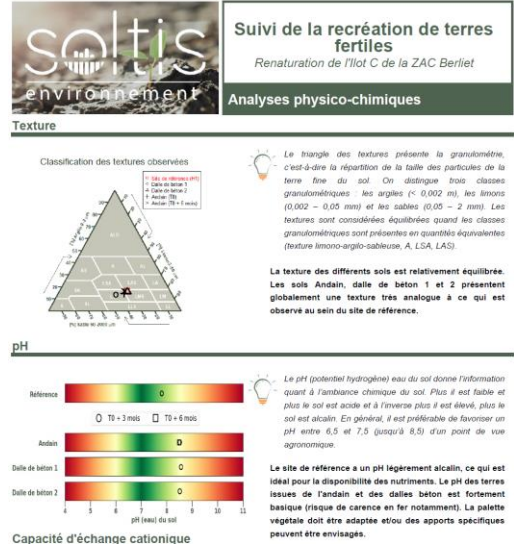 soltis
environnement
Suivi de la recréation de terres
fertiles
Renaturation de l'Ilot C de la ZAC Berliet
Analyses physico-chimiques
Texture
Classification des textures observées
Site de référence (H1)
Dalle de béton 1
Dalle de béton 2
Andain (T0)
Andain (T0 + 6 mois)
Le triangle des textures présente la granulométrie,
c'est-à-dire la répartition de la taille des particules de la
terre fine du sol. On distingue trois classes
granulométriques : les argiles (< 0,002 m), les limons
(0,002 – 0,05 mm) et les sables (0,05 – 2 mm). Les
textures sont considérées équilibrées quand les classes
granulométriques sont présentes en quantités équivalentes
(texture limono-argilo-sableuse, A, LSA, LAS).
La texture des différents sols est relativement équilibrée.
Les sols Andain, dalle de béton 1 et 2 présentent
globalement une texture très analogue à ce qui est
observé au sein du site de référence.
pH
Référence
T0 + 3 mois T0 + 6 mois
Andain
Dalle de béton 1
Dalle de béton 2
4 5 6 7 8 9 10 11
pH (eau) du sol
Le pH (potentiel hydrogène) eau du sol donne l'information
quant à l'ambiance chimique du sol. Plus il est faible et
plus le sol est acide et à l'inverse plus il est élevé, plus le
sol est alcalin. En général, il est préférable de favoriser un
pH entre 6,5 et 7,5 (jusqu'à 8,5) d'un point de vue
agronomique.
Le site de référence a un pH légèrement alcalin, ce qui est
idéal pour la disponibilité des nutriments. Le pH des terres
issues de l'andain et des dalles béton est fortement
basique (risque de carence en fer notamment). La palette
végétale doit être adaptée et/ou des apports spécifiques
peuvent être envisagés.
Capacité d'échange cationique